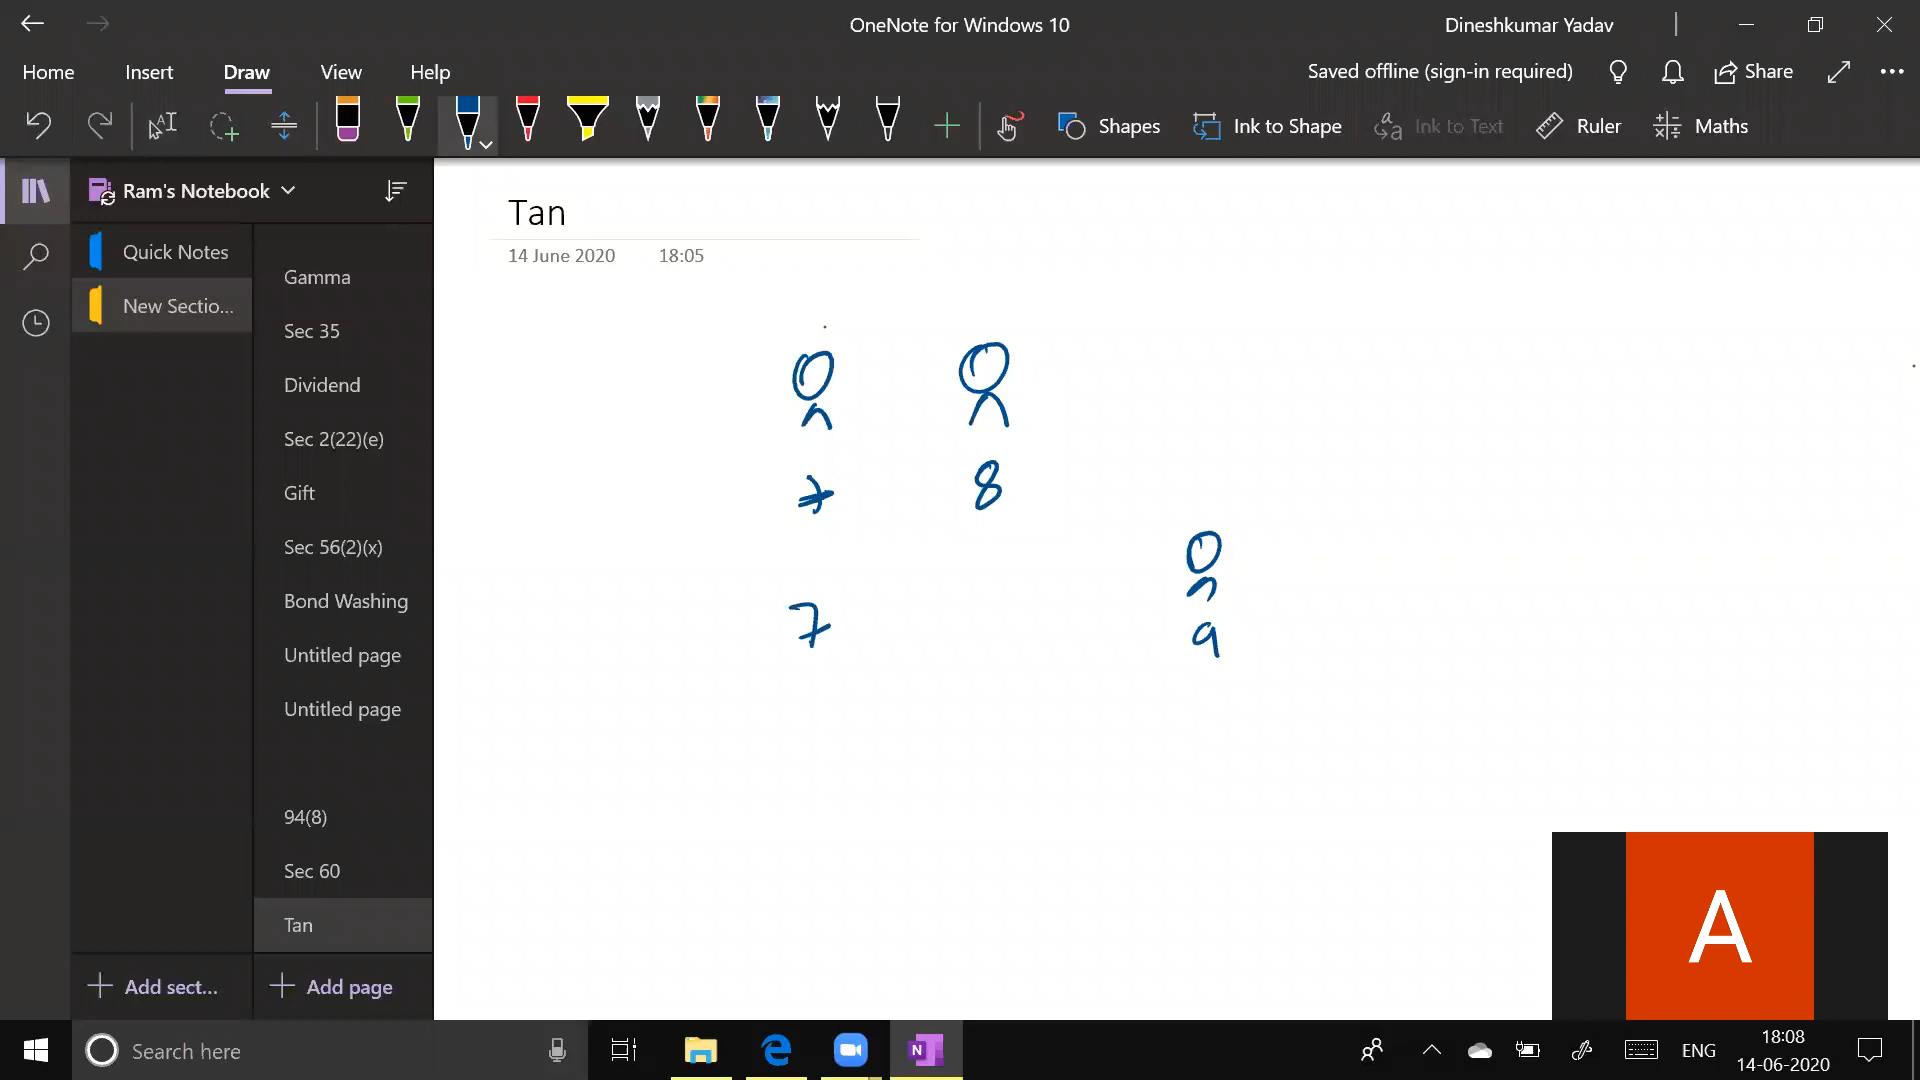 OneNote for Windows 10
Dineshkumar Yadav
Home Insert Draw View Help
Saved offline (sign-in required)
Share
Shapes
Ink to Shape
Ink to Text
Ruler
Maths
Ram's Notebook
Quick Notes
New Sectio...
Gamma
Sec 35
Dividend
Sec 2(22)(e)
Gift
Sec 56(2)(x)
Bond Washing
Untitled page
Untitled page
94(8)
Sec 60
Tan
Add sect...
Add page
Tan
14 June 2020 18:05
7 8
7
9
A
Search here
ENG
18:08
14-06-2020